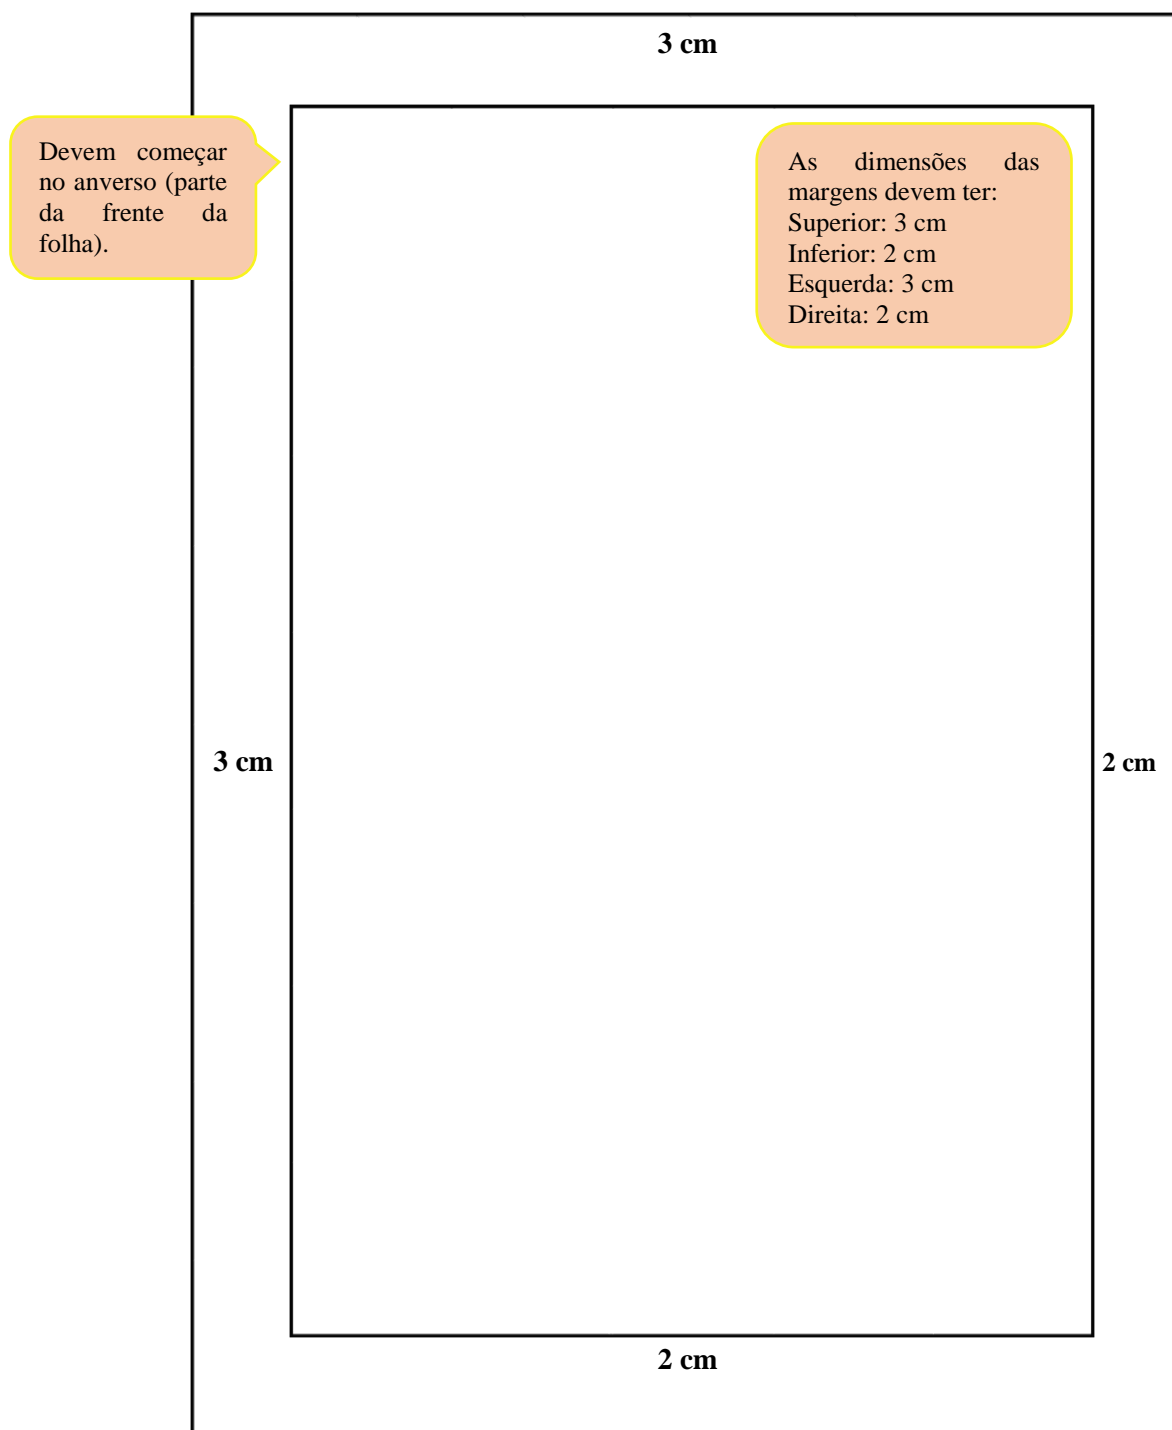 3 cm
Devem começar
no anverso (parte
da frente da
folha).
As dimensões das
margens devem ter:
Superior: 3 cm
Inferior: 2 cm
Esquerda: 3 cm
Direita: 2 cm
3 cm
2 cm
2 cm